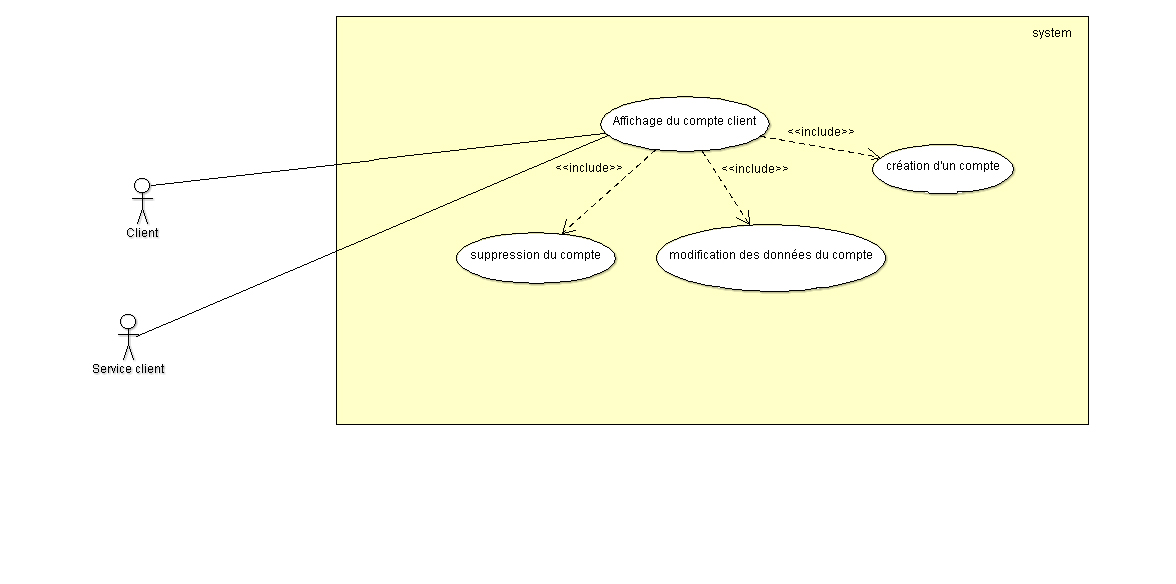 system
Affichage du compte client
<<include>>
création d'un compte
<<include>>
<<include>>
Client
suppression du compte
modification des données du compte
Service client